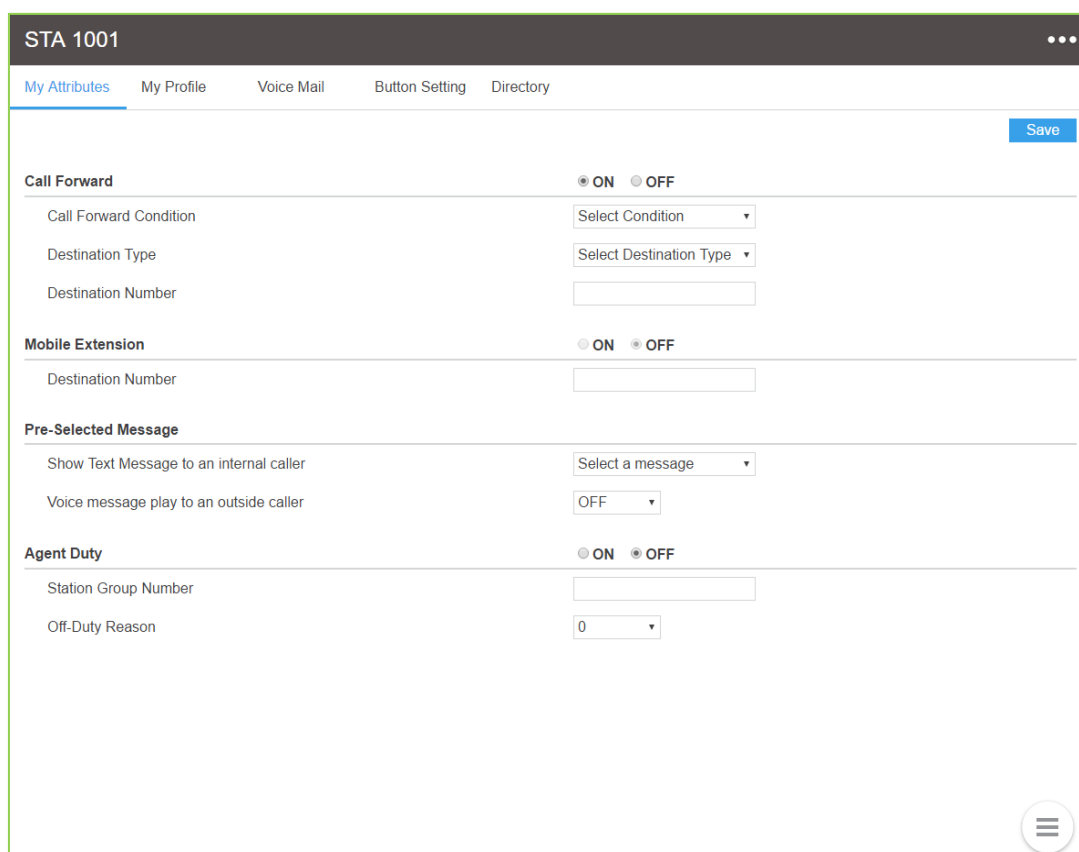 STA 1001
My Attributes My Profile Voice Mail Button Setting Directory
Save
Call Forward ON OFF
Call Forward Condition Select Condition
Destination Type Select Destination Type
Destination Number
Mobile Extension ON OFF
Destination Number
Pre-Selected Message
Show Text Message to an internal caller Select a message
Voice message play to an outside caller OFF
Agent Duty ON OFF
Station Group Number
Off-Duty Reason 0